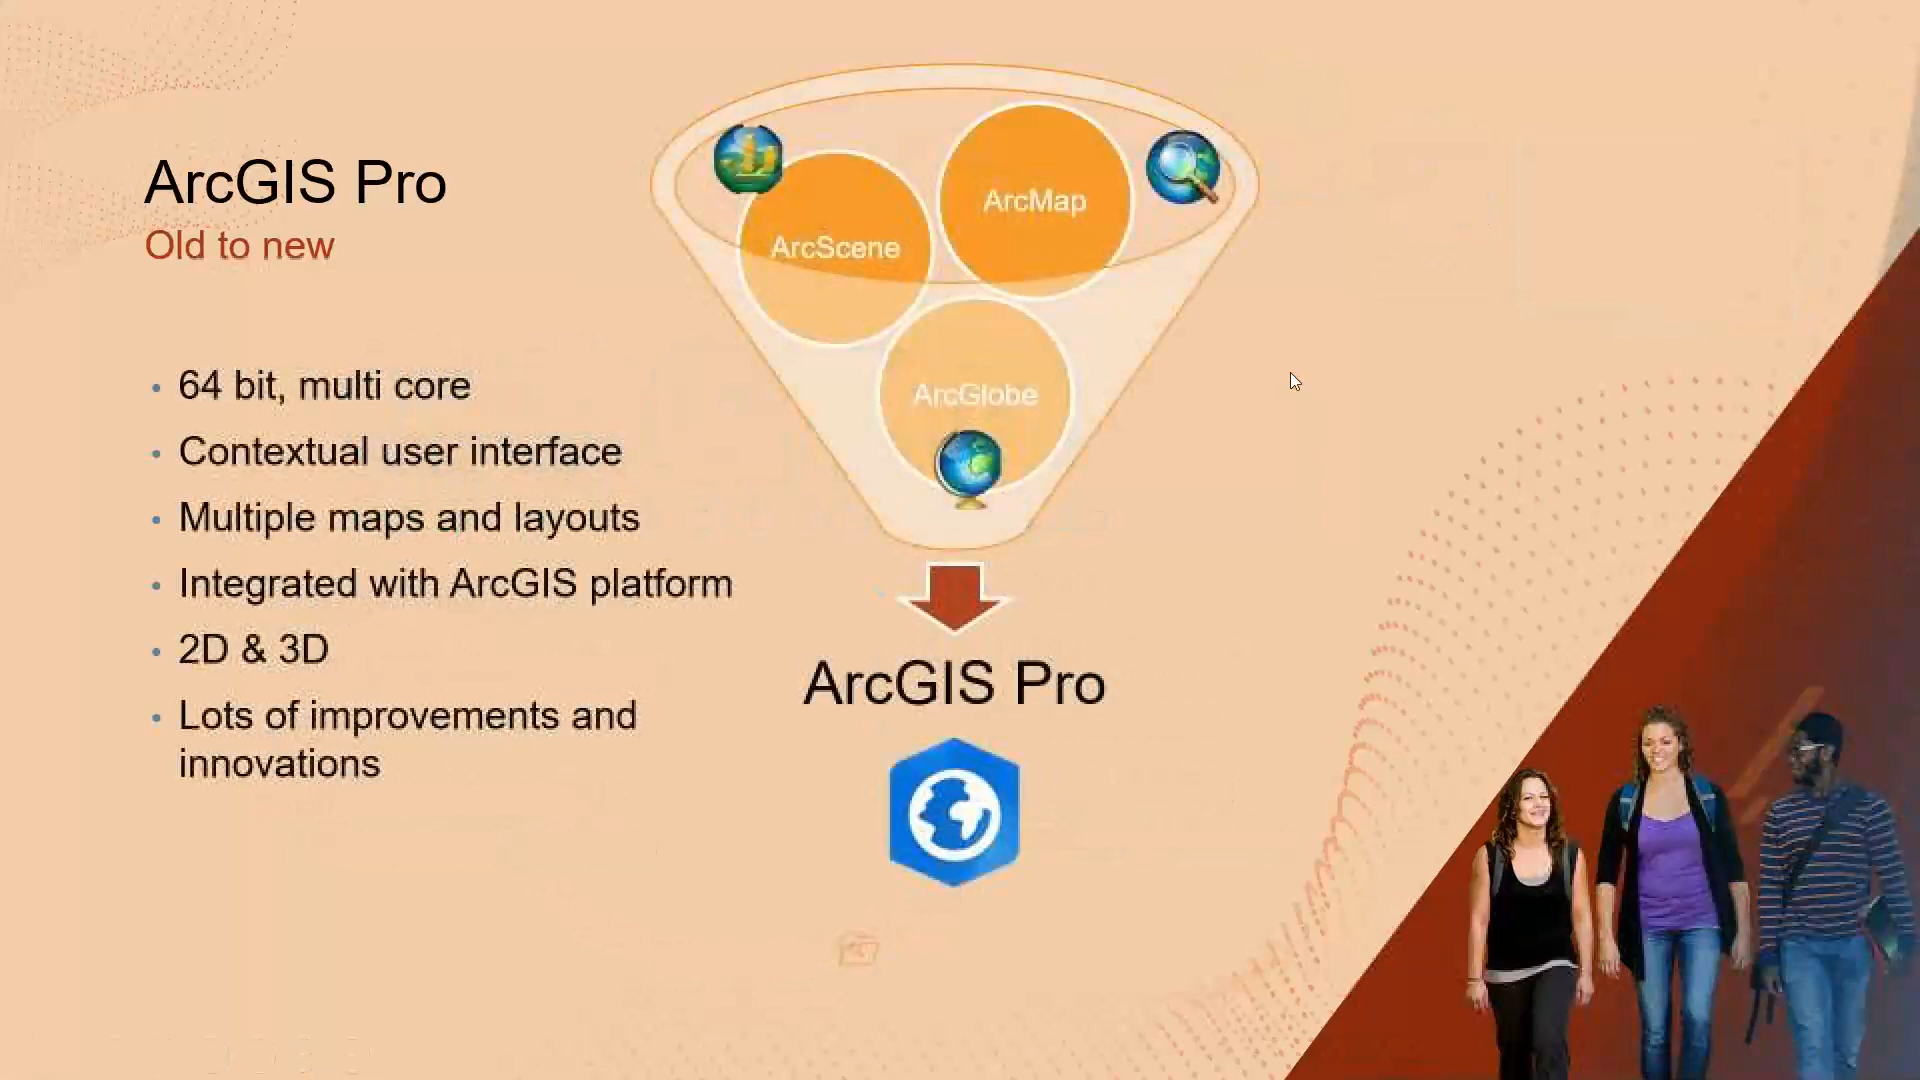 ArcGIS Pro
Old to new
64 bit, multi core
Contextual user interface
Multiple maps and layouts
Integrated with ArcGIS platform
2D & 3D
Lots of improvements and
innovations
ArcMap
ArcScene
ArcGlobe
ArcGIS Pro